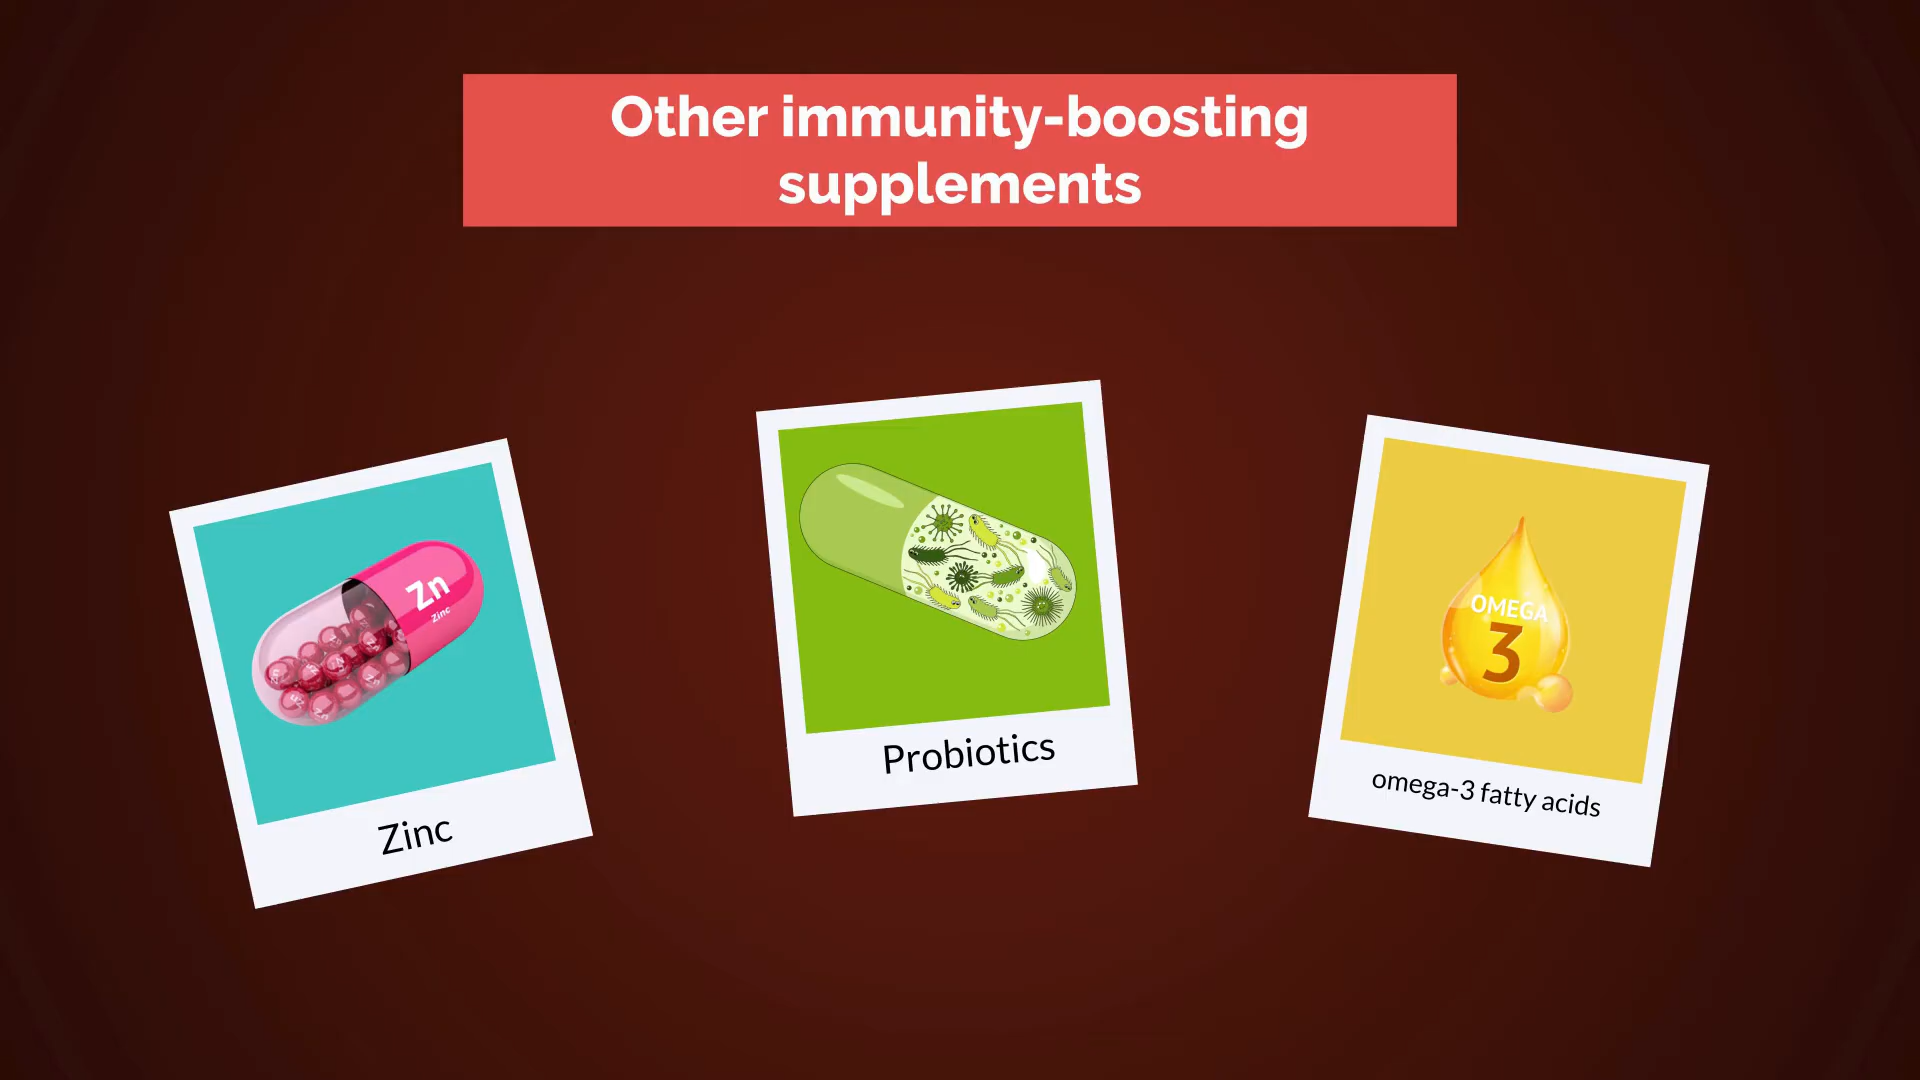 Other immunity-boosting
supplements
Zn
Zinc
Zinc
Probiotics
OMEGA
3
omega-3 fatty acids